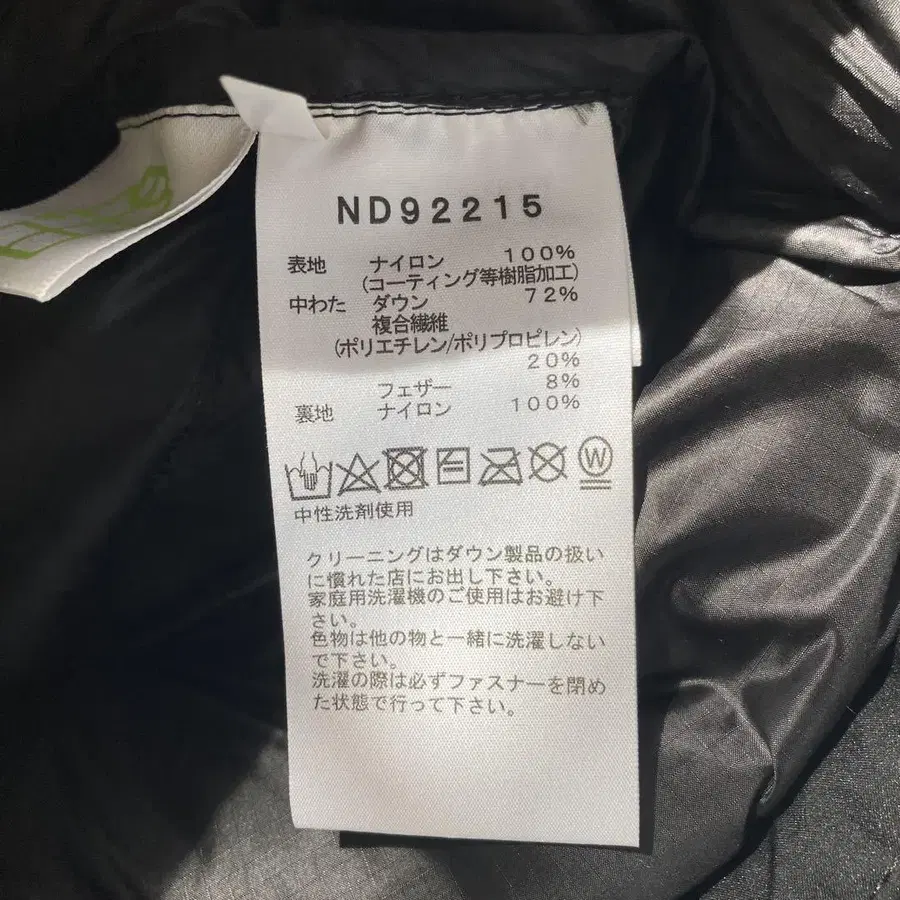 ND92215
表地 ナイロン 100%
(コーティング等樹脂加工)
中わた ダウン 72%
複合繊維
(ポリエチレン/ポリプロピレン)
20%
フェザー 8%
裏地 ナイロン 100%
W
中性洗剤使用
クリーニングはダウン製品の扱い
に慣れた店にお出し下さい。
家庭用洗濯機のご使用はお避け下
さい。
色物は他の物と一緒に洗濯しない
で下さい。
洗濯の際は必ずファスナーを閉め
た状態で行って下さい。